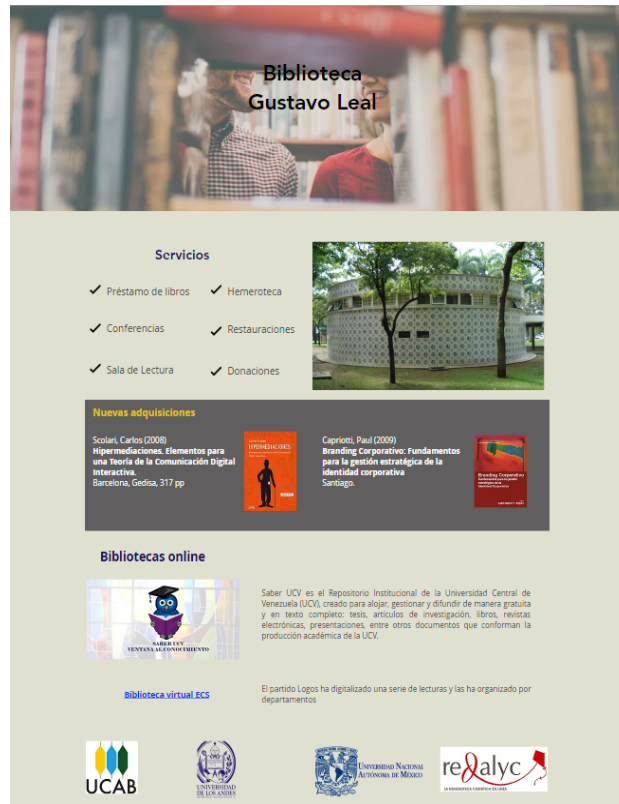 Biblioteca
Gustavo Leal
Servicios
Préstamo de libros
Hemeroteca
Conferencias
Restauraciones
Sala de Lectura
Donaciones
Nuevas adquisiciones
Scolari, Carlos (2008)
Hipermediaciones. Elementos para
una Teoría de la Comunicación Digital
Interactiva.
Barcelona, Gedisa, 317 pp
HIPERMEDIACIONES
Capriotti, Paul (2009)
Branding Corporativo: Fundamentos
para la gestión estratégica de la
identidad corporativa
Santiago.
Branding Corporativo
Bibliotecas online
SABER UCV
VENTANA AL CONOCIMIENTO
Saber UCV es el Repositorio Institucional de la Universidad Central de
Venezuela (UCV), creado para alojar, gestionar y difundir de manera gratuita
y en texto completo: tesis, artículos de investigación, libros, revistas
electrónicas, presentaciones, entre otros documentos que conforman la
producción académica de la UCV.
Biblioteca virtual ECS
El partido Logos ha digitalizado una serie de lecturas y las ha organizado por
departamentos
UCAB
UNIVERSIDAD
DE LOS ANDES
UNIVERSIDAD NACIONAL
AUTÓNOMA DE MÉXICO
redalyc
LA HEMEROTECA CIENTÍFICA EN LÍNEA